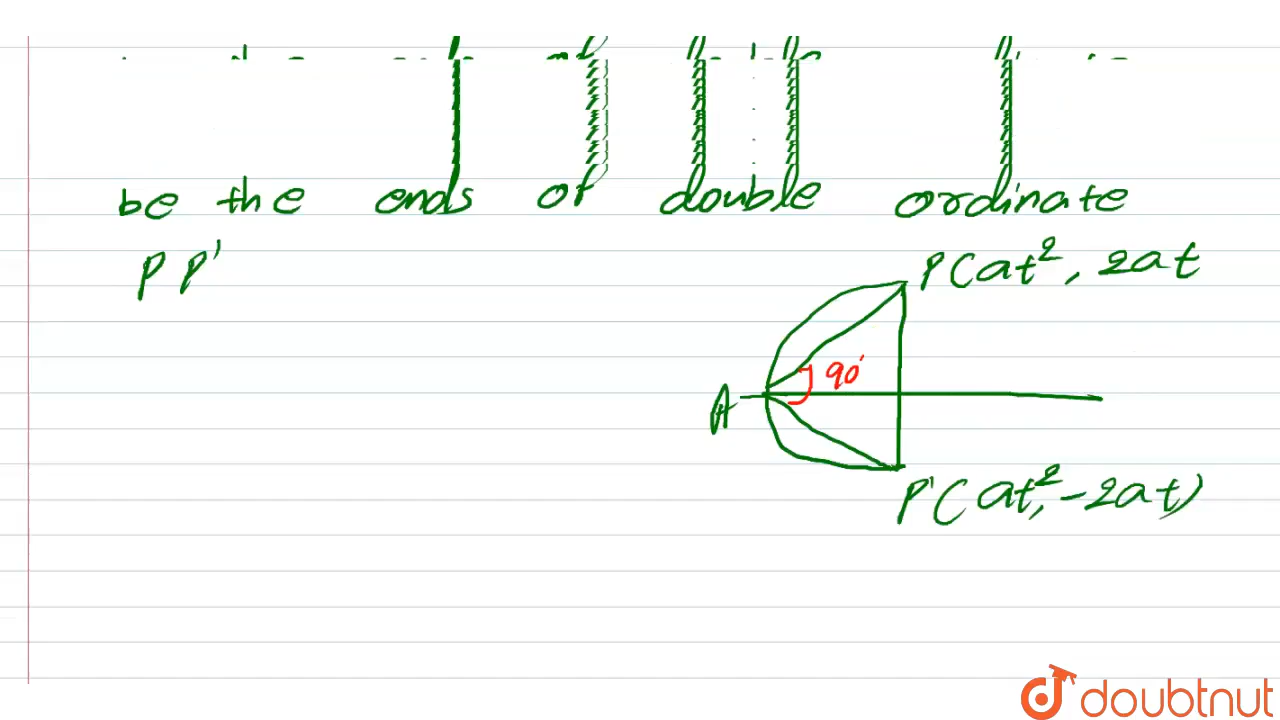 be the ends of double ordinate
PP'
P(at², 2at
90°
A
P'(at², -2at)
doubtnut